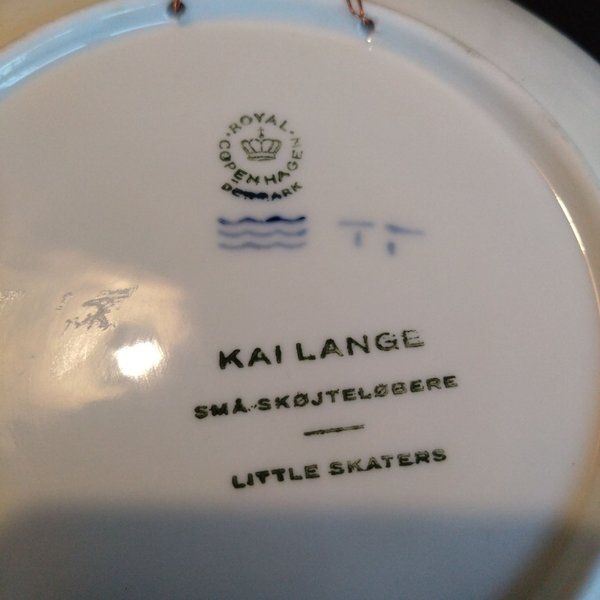 ROYAL COPENHAGEN
DENMARK
KAI LANGE
SMÅ SKØJTELØBERE
LITTLE SKATERS